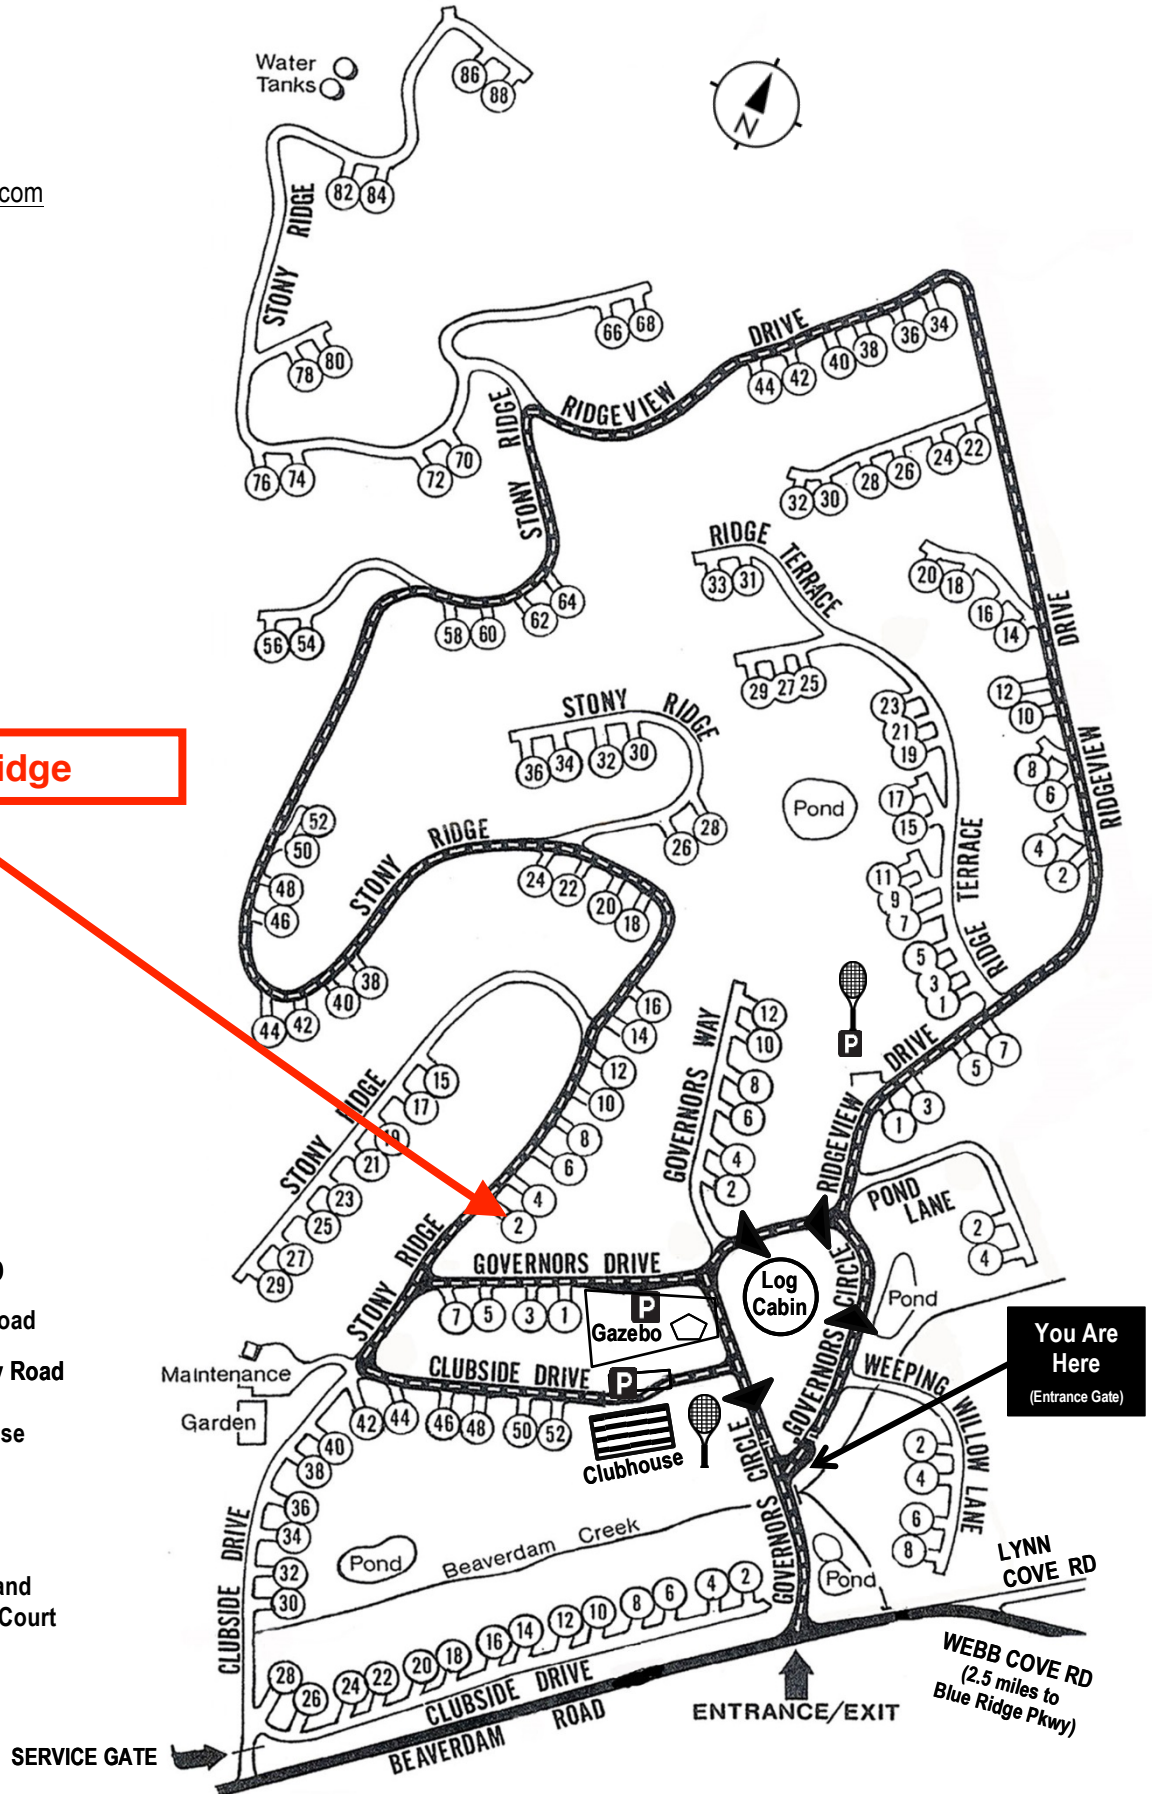 Water
Tanks
86
88
N
com
82
84
STONY RIDGE
66
68
DRIVE
34
36
38
40
42
44
78
80
RIDGEVIEW
RIDGE
STONY
76
74
72
70
22
24
26
28
30
32
RIDGE
TERRACE
33
31
20
18
16
14
DRIVE
64
62
60
58
56
54
29
27
25
12
10
STONY RIDGE
36
34
32
30
23
21
19
RIDGEVIEW
8
6
idge
Pond
17
15
4
2
52
50
STONY RIDGE
28
26
48
46
24
22
20
18
11
9
7
TERRACE
RIDGE
5
3
1
44
42
40
38
16
14
12
10
8
6
4
2
GOVERNORS WAY
12
10
8
6
4
2
P
DRIVE
7
5
3
1
RIDGEVIEW
STONY RIDGE
15
17
19
21
23
25
27
29
POND
LANE
2
4
STONY RIDGE
GOVERNORS DRIVE
7
5
3
1
P
Gazebo
Log
Cabin
GOVERNORS CIRCLE
Pond
You Are
Here
(Entrance Gate)
oad
Road
se
and
Court
Maintenance
Garden
CLUBSIDE DRIVE
P
42
44
46
48
50
52
Clubhouse
GOVERNORS CIRCLE
WEEPING
WILLOW LANE
2
4
6
8
40
38
36
34
32
30
CLUBSIDE DRIVE
Pond
Beaverdam Creek
Pond
LYNN
COVE RD
28
26
24
22
20
18
16
14
12
10
8
6
4
2
CLUBSIDE DRIVE
BEAVERDAM ROAD
ENTRANCE/EXIT
WEBB COVE RD
(2.5 miles to
Blue Ridge Pkwy)
SERVICE GATE